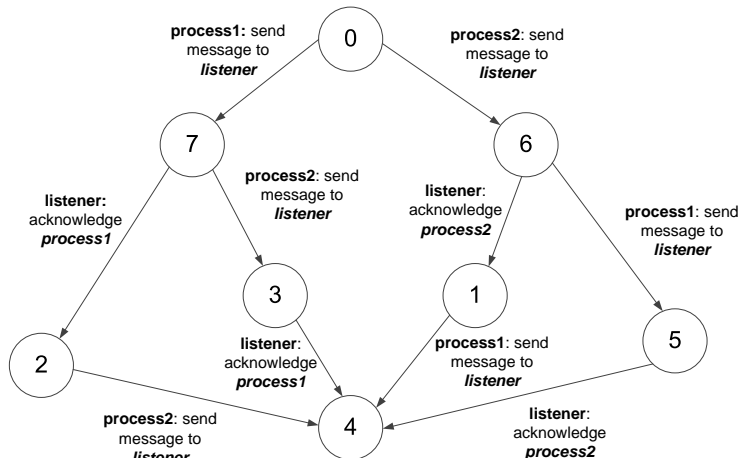 process1: send
message to
listener
0
process2: send
message to
listener
7
6
listener:
acknowledge
process1
process2: send
message to
listener
listener:
acknowledge
process2
process1: send
message to
listener
3
1
2
5
listener:
acknowledge
process1
process1: send
message to
listener
process2: send
message to
listener
4
listener:
acknowledge
process2